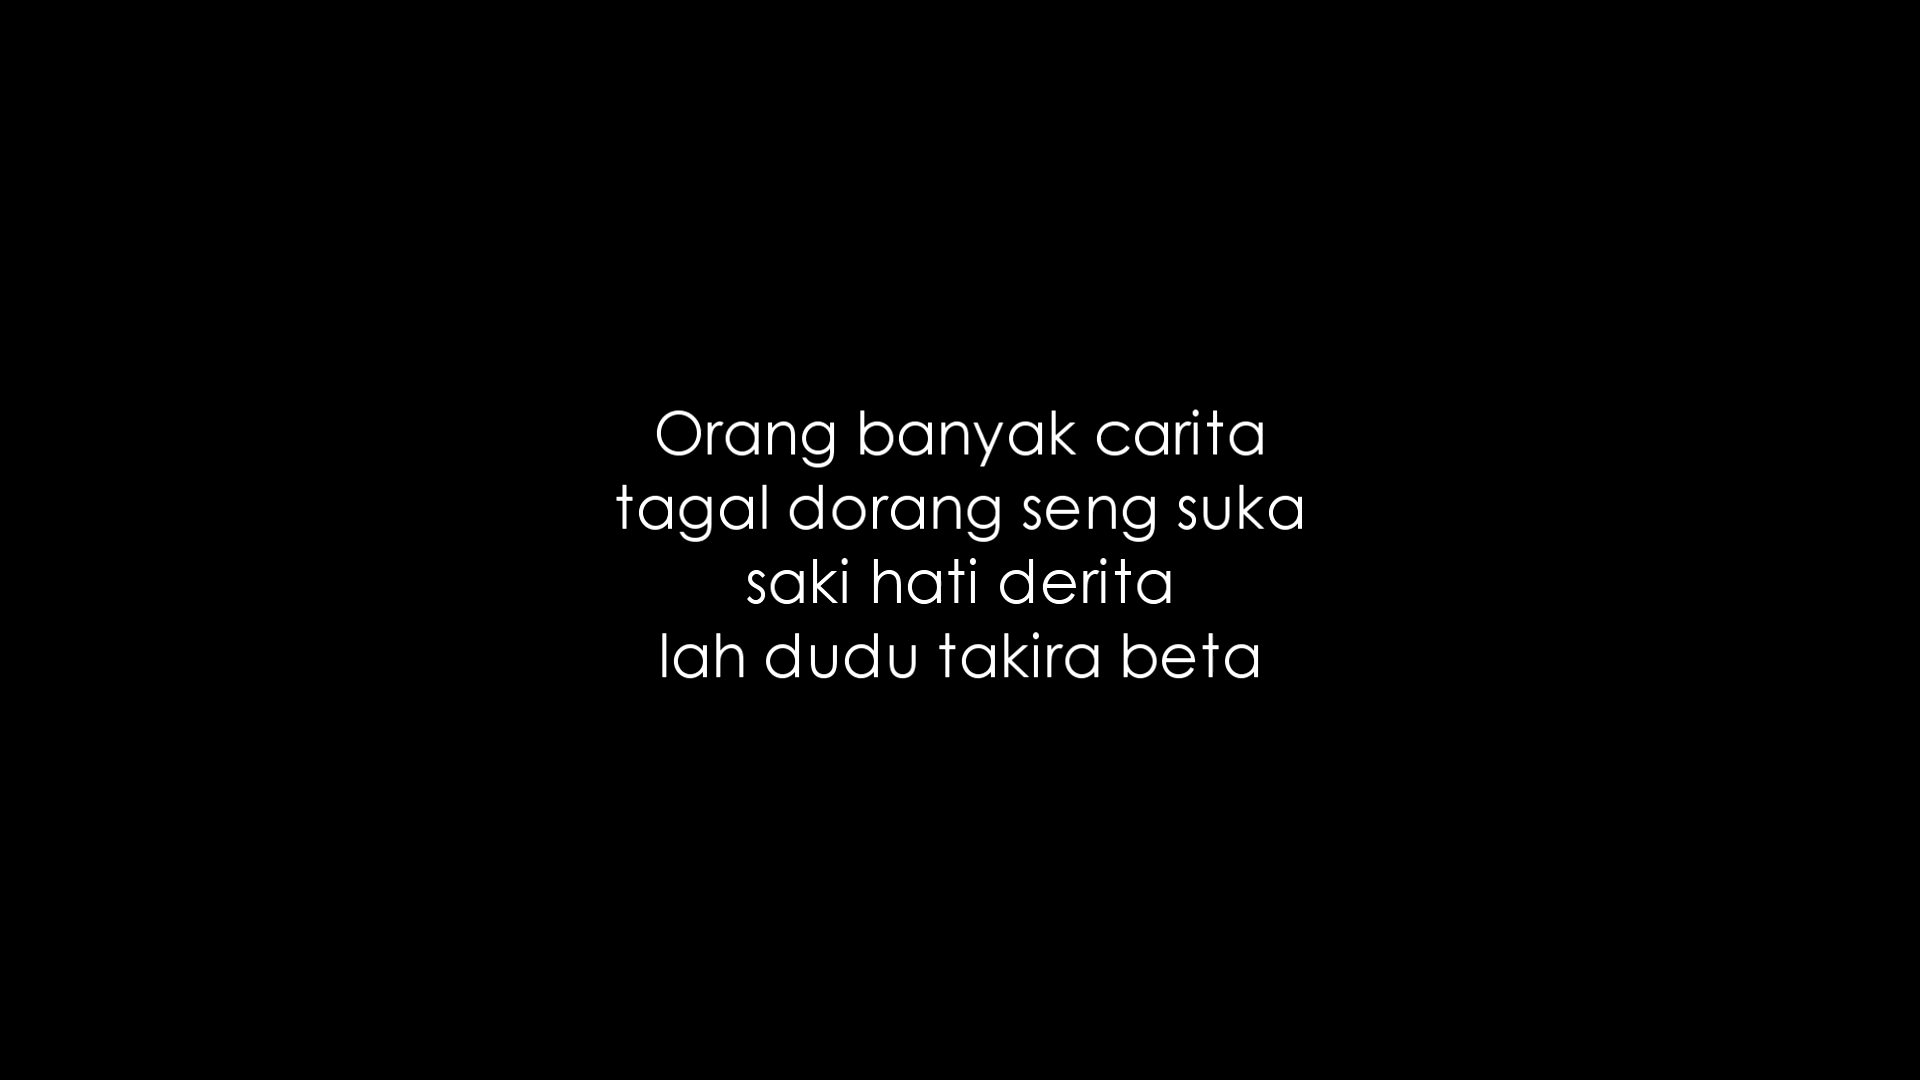 Orang banyak carita
tagal dorang seng suka
saki hati derita
lah dudu takira beta